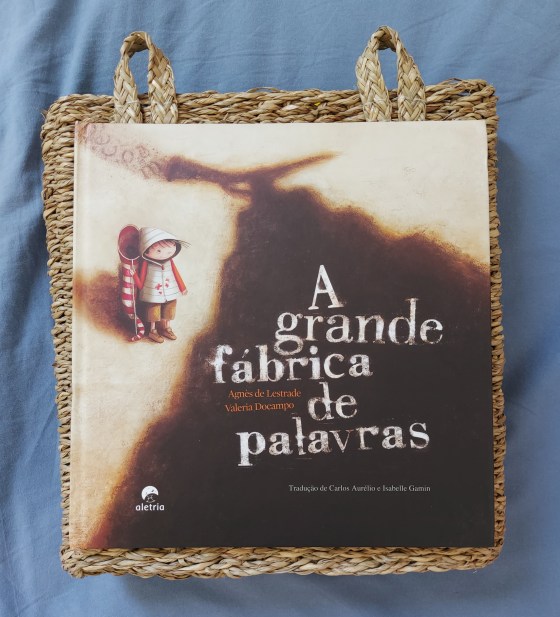 A
grande
fábrica
Agnès de Lestrade
Valeria Docampo
de
palavras
Tradução de Carlos Aurélio e Isabelle Gamin
aletria